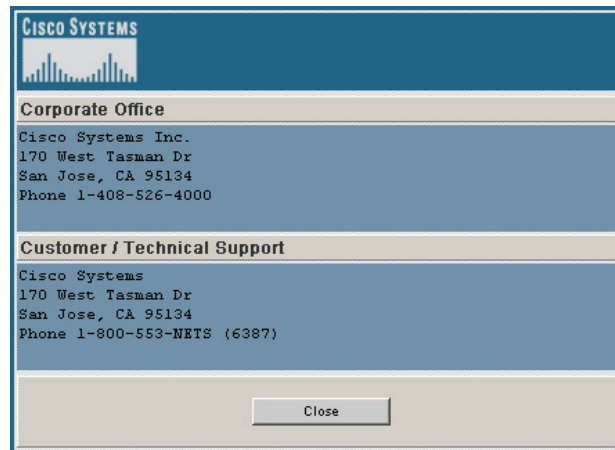 CISCO SYSTEMS
Corporate Office
Cisco Systems Inc.
170 West Tasman Dr
San Jose, CA 95134
Phone 1-408-526-4000
Customer / Technical Support
Cisco Systems
170 West Tasman Dr
San Jose, CA 95134
Phone 1-800-553-NETS (6387)
Close